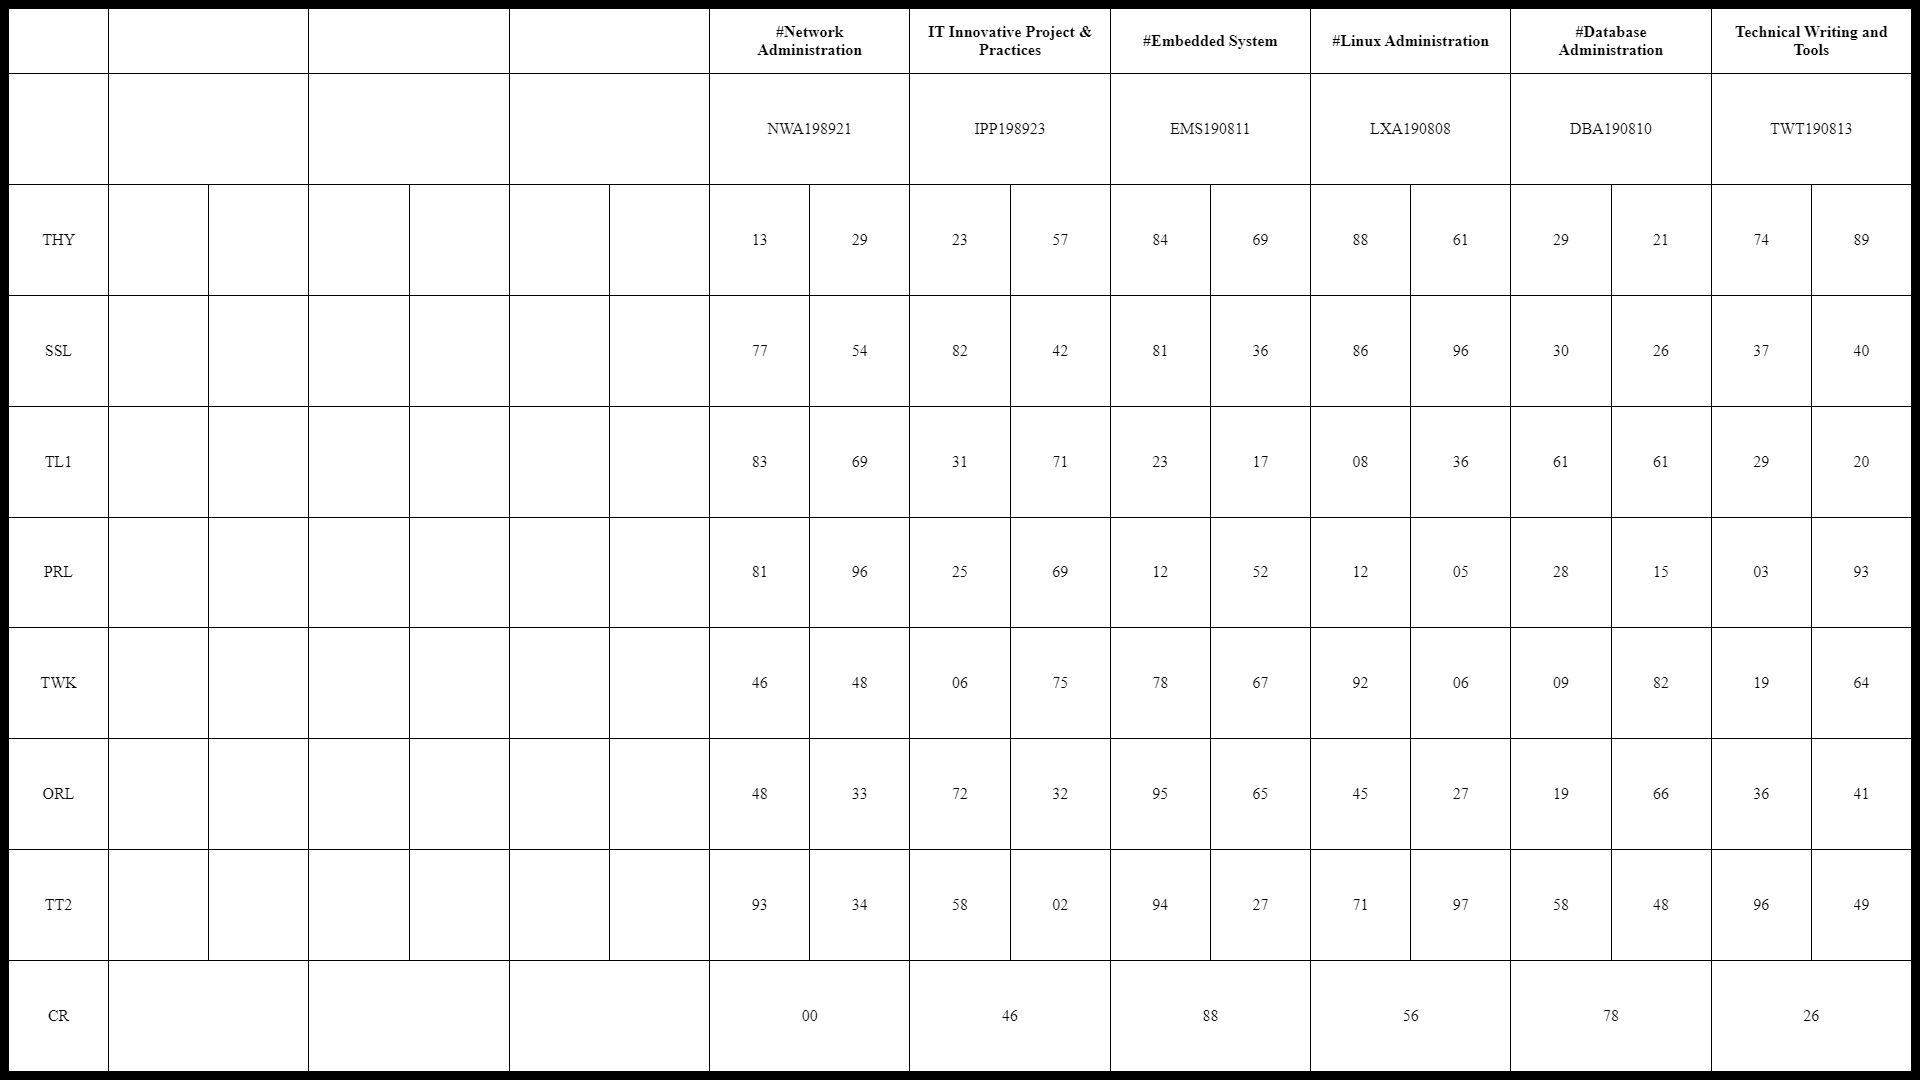 #Network Administration IT Innovative Project & Practices #Embedded System #Linux Administration #Database Administration Technical Writing and Tools
NWA198921 IPP198923 EMS190811 LXA190808 DBA190810 TWT190813
THY 13 29 23 57 84 69 88 61 29 21 74 89
SSL 77 54 82 42 81 36 86 96 30 26 37 40
TL1 83 69 31 71 23 17 08 36 61 61 29 20
PRL 81 96 25 69 12 52 12 05 28 15 03 93
TWK 46 48 06 75 78 67 92 06 09 82 19 64
ORL 48 33 72 32 95 65 45 27 19 66 36 41
TT2 93 34 58 02 94 27 71 97 58 48 96 49
CR 00 46 88 56 78 26